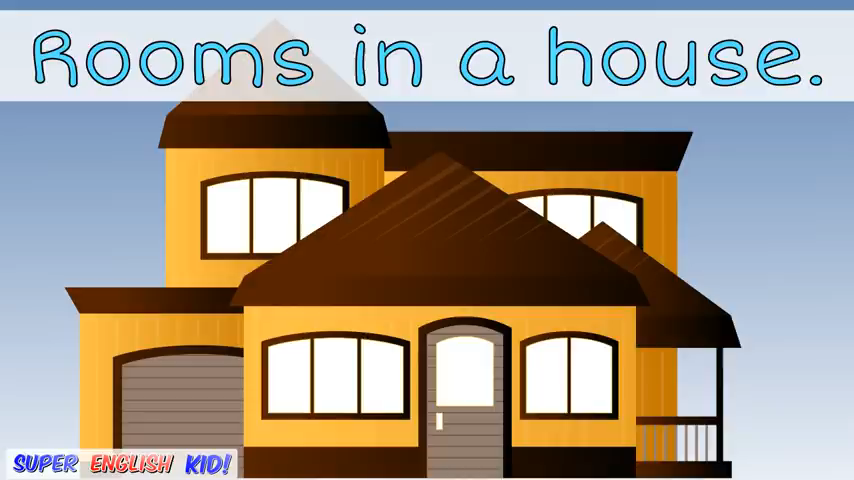 Rooms in a house.
SUPER ENGLISH KID!